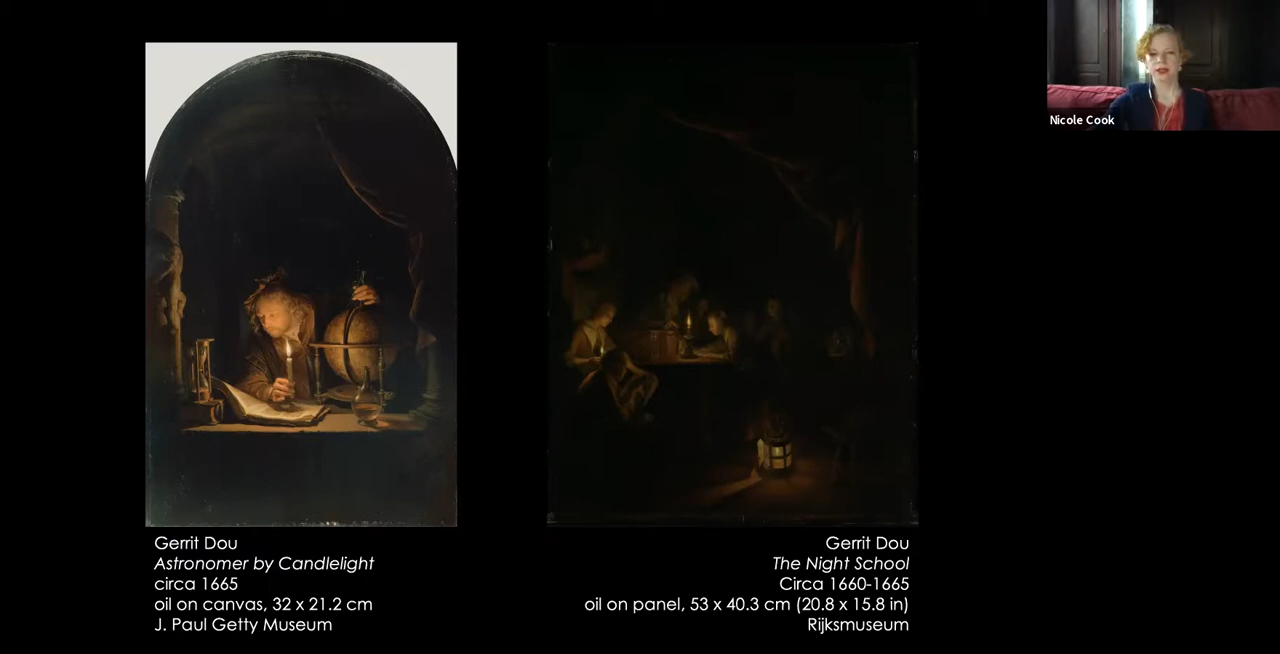 Nicole Cook
Gerrit Dou
Astronomer by Candlelight
circa 1665
oil on canvas, 32 x 21.2 cm
J. Paul Getty Museum
Gerrit Dou
The Night School
Circa 1660-1665
oil on panel, 53 x 40.3 cm (20.8 x 15.8 in)
Rijksmuseum